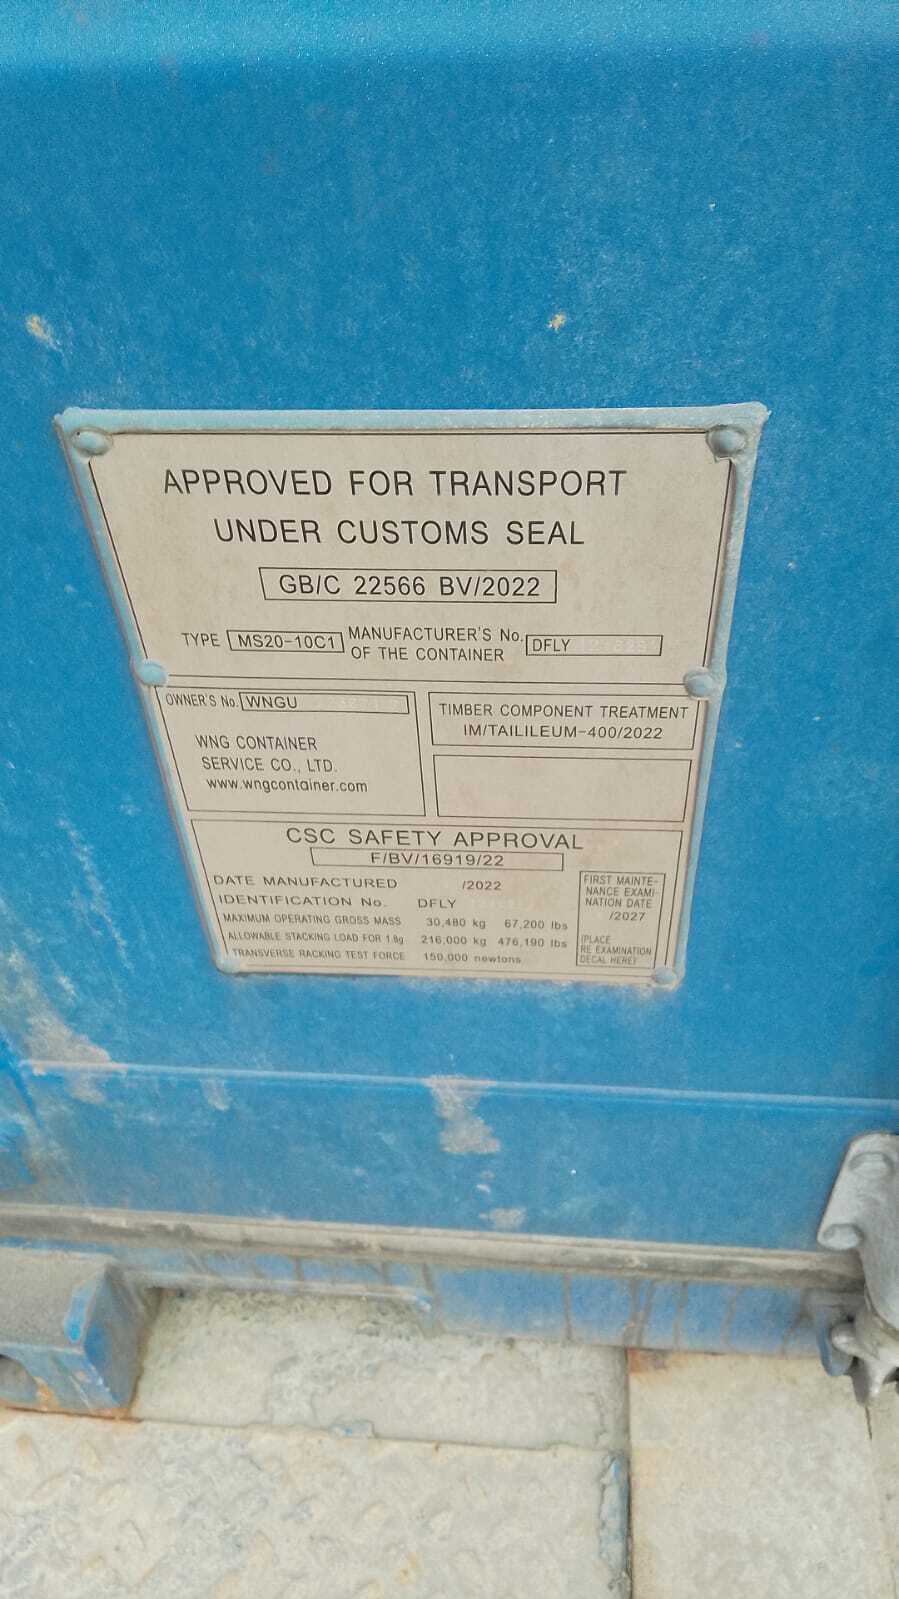 APPROVED FOR TRANSPORT
UNDER CUSTOMS SEAL
GB/C 22566 BV/2022
TYPE MS20-10C1 MANUFACTURER'S No. OF THE CONTAINER DFLY
OWNER'S No. WNGU
WNG CONTAINER
SERVICE CO., LTD.
www.wngcontainer.com
TIMBER COMPONENT TREATMENT
IM/TAILILEUM-400/2022
CSC SAFETY APPROVAL
F/BV/16919/22
DATE MANUFACTURED /2022
IDENTIFICATION No. DFLY
MAXIMUM OPERATING GROSS MASS 30,480 kg 67,200 lbs
ALLOWABLE STACKING LOAD FOR 1.8g 216,000 kg 476,190 lbs
TRANSVERSE RACKING TEST FORCE 150,000 newtons
FIRST MAINTE-
NANCE EXAMI-
NATION DATE
/2027
(PLACE
RE EXAMINATION
DECAL HERE)